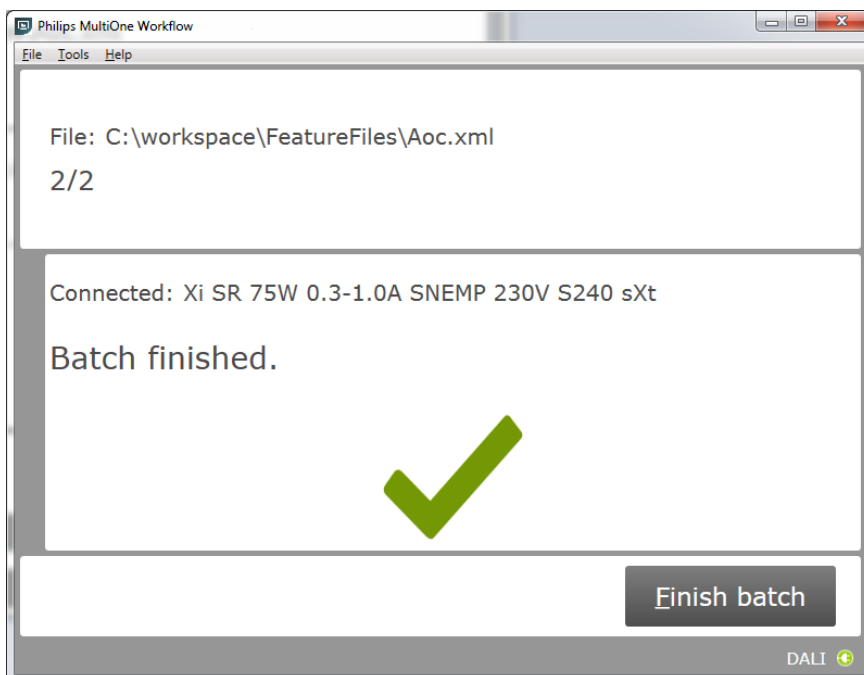 Philips MultiOne Workflow
File Tools Help
File: C:\workspace\FeatureFiles\Aoc.xml
2/2
Connected: Xi SR 75W 0.3-1.0A SNEMP 230V S240 sXt
Batch finished.
Finish batch
DALI